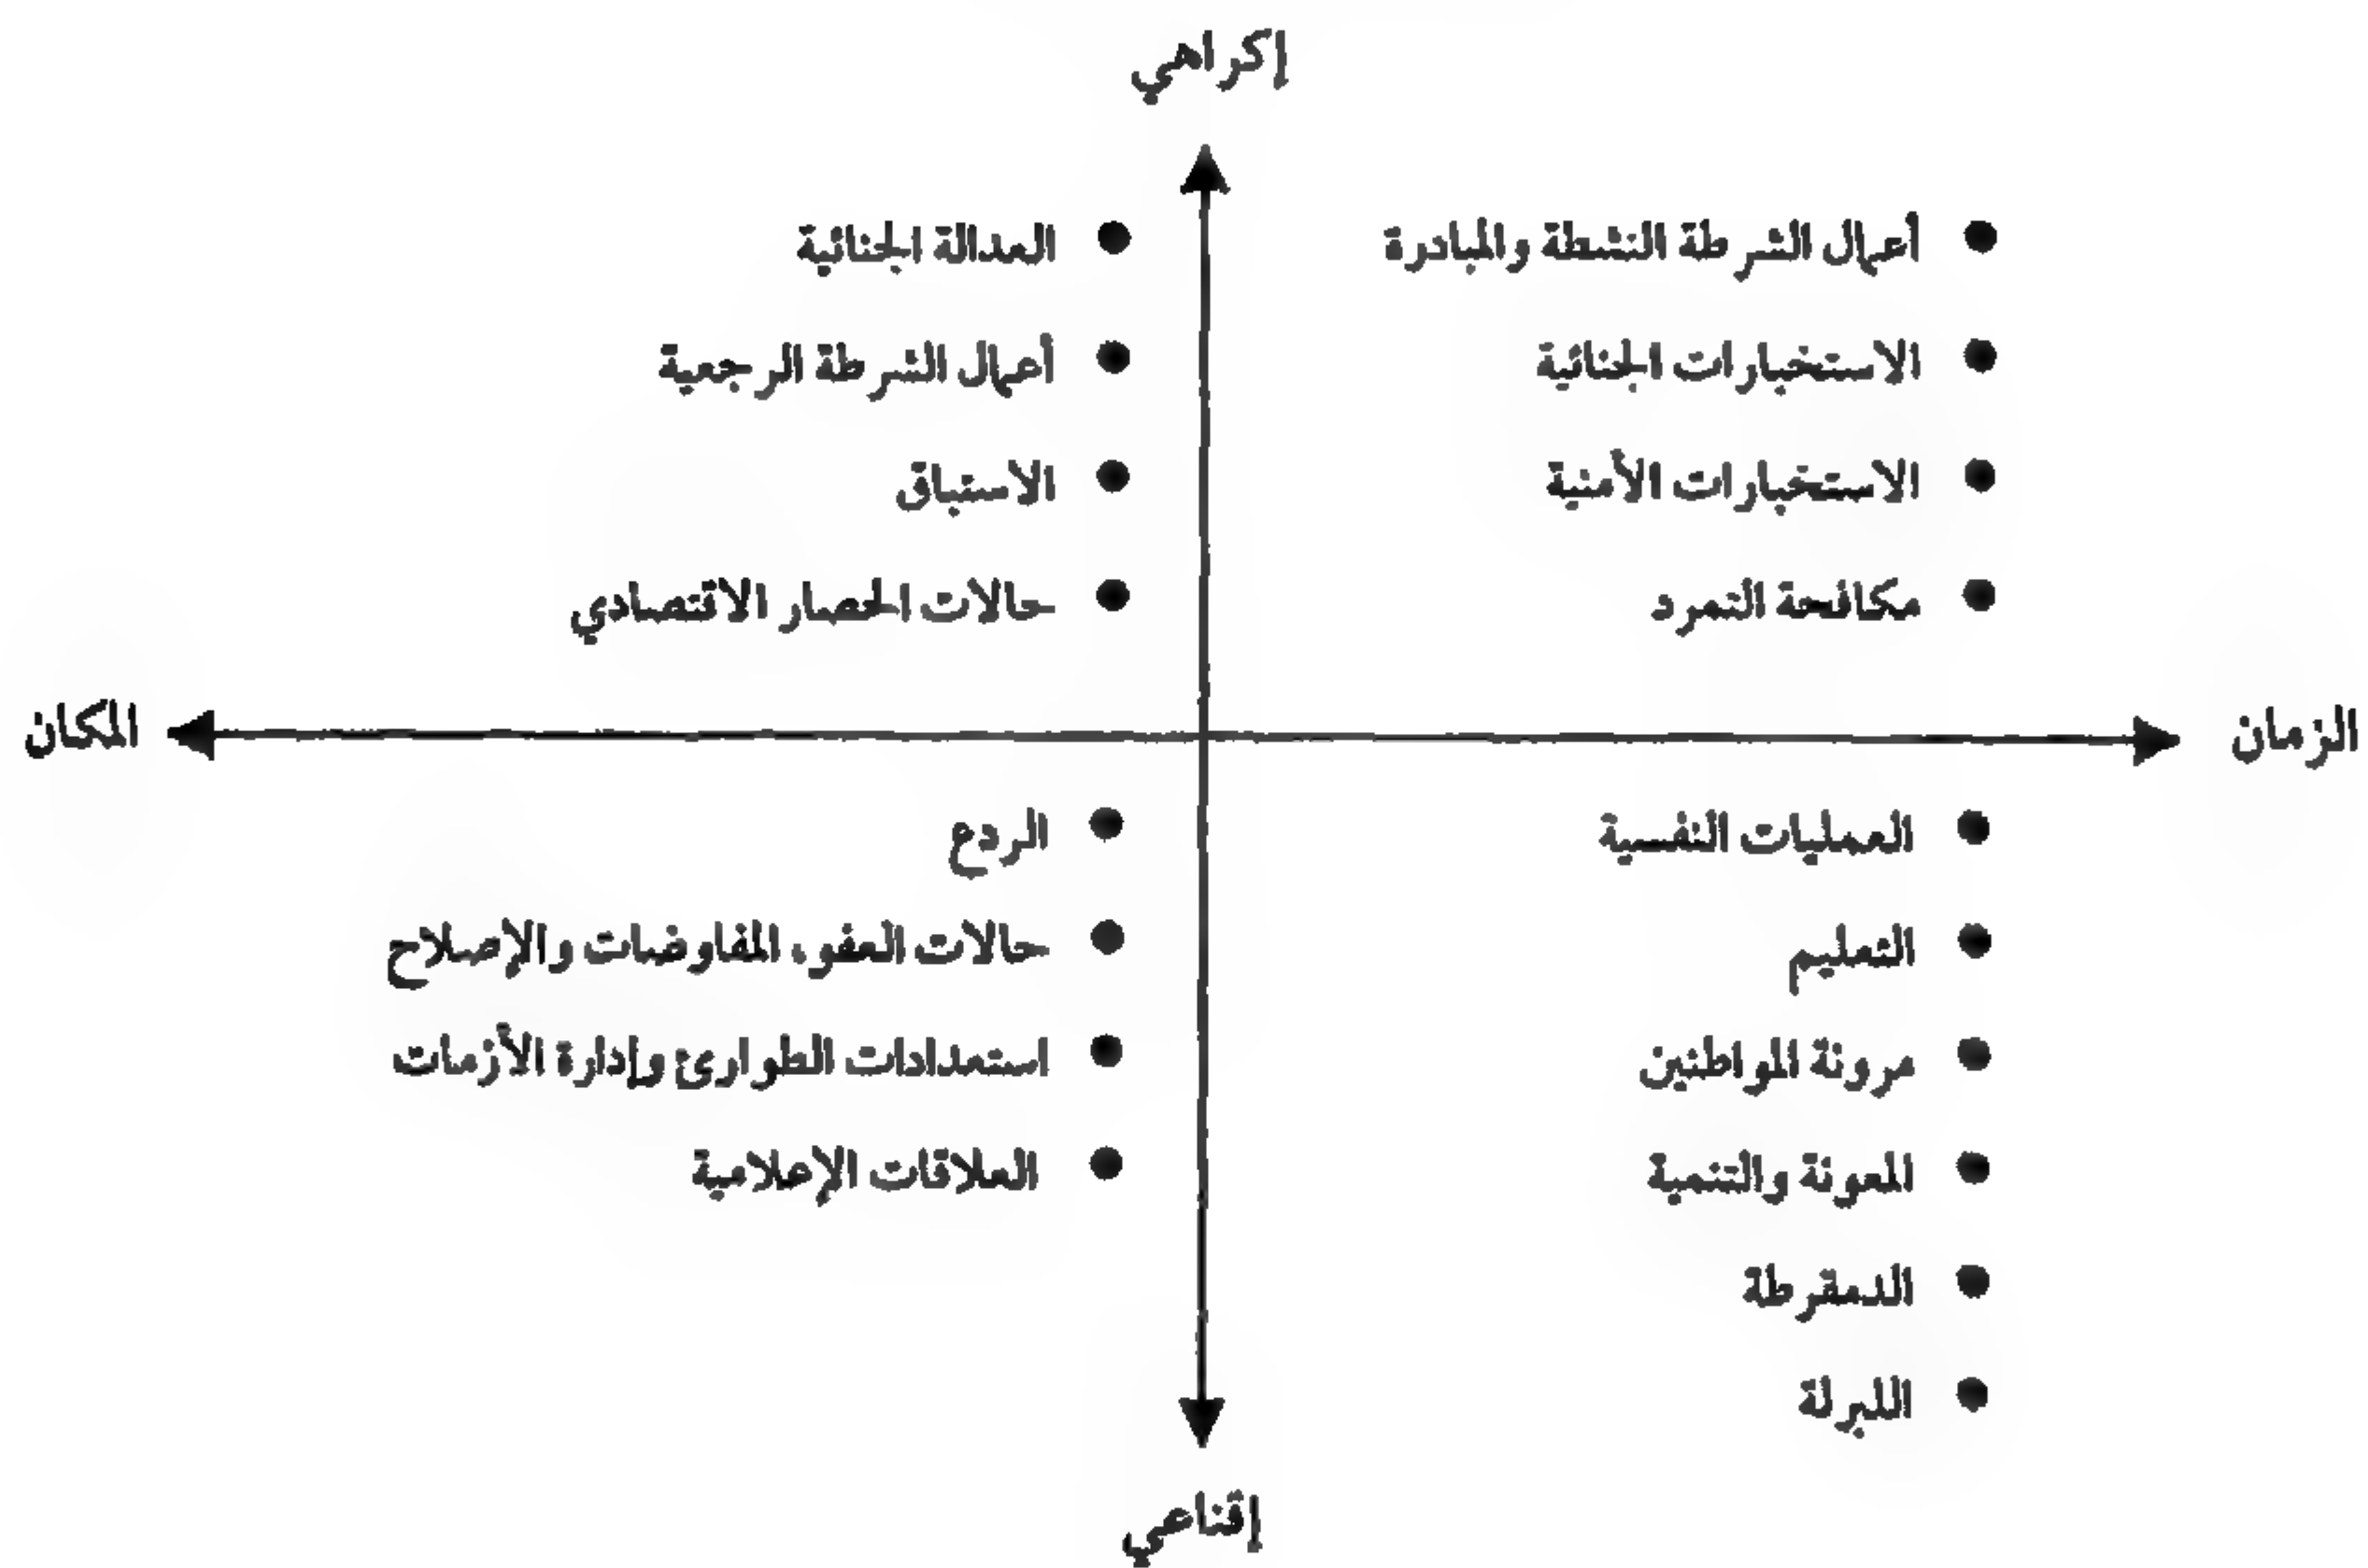 إكراهي
أعمال الشرطة النشطة والمبادرة
الاستخبارات الجنائية
الاستخبارات الأمنية
مكافحة التمرد
العدالة الجنائية
أعمال الشرطة الرجعية
الاستباق
حالات الحصار الاقتصادي
الزمان
المكان
العمليات النفسية
التعليم
مرونة المواطنين
المعونة والتنمية
الدمقرطة
اللبرلة
الردع
حالات العفو، المفاوضات والإصلاح
استعدادات الطوارئ وإدارة الأزمات
العلاقات الإعلامية
إقناعي